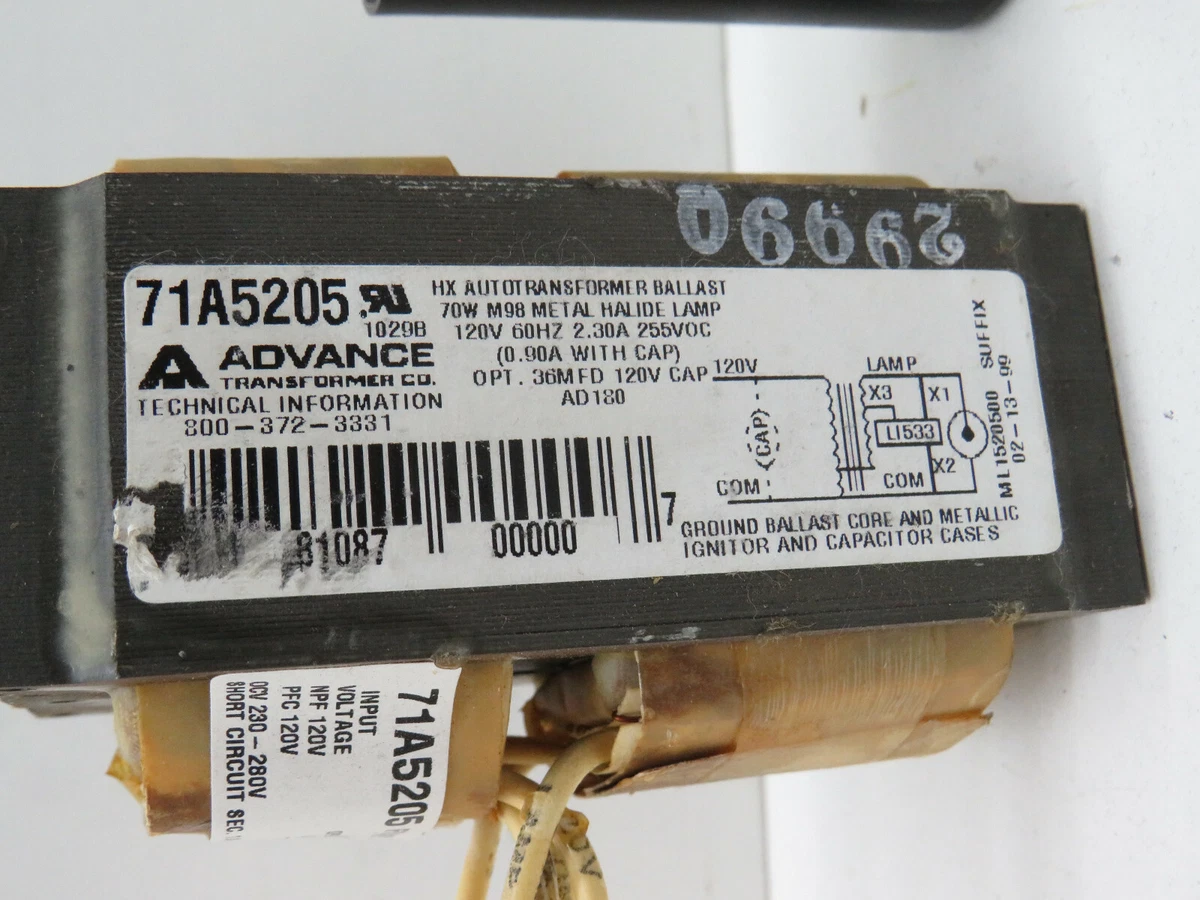 29990
71A5205
1029B
ADVANCE
TRANSFORMER CO.
TECHNICAL INFORMATION
800-372-3331
HX AUTOTRANSFORMER BALLAST
70W M98 METAL HALIDE LAMP
120V 60HZ 2.30A 255VOC
(0.90A WITH CAP)
OPT. 36MFD 120V CAP
AD180
120V
LAMP
X3
X1
(CAP)
LI533
X2
COM
COM
SUFFIX
ML1520500
02-13-99
81087 00000 7
GROUND BALLAST CORE AND METALLIC
IGNITOR AND CAPACITOR CASES
71A5205
INPUT
VOLTAGE
NPF 120V
PFC 120V
OCV 230-280V
SHORT CIRCUIT SEC.